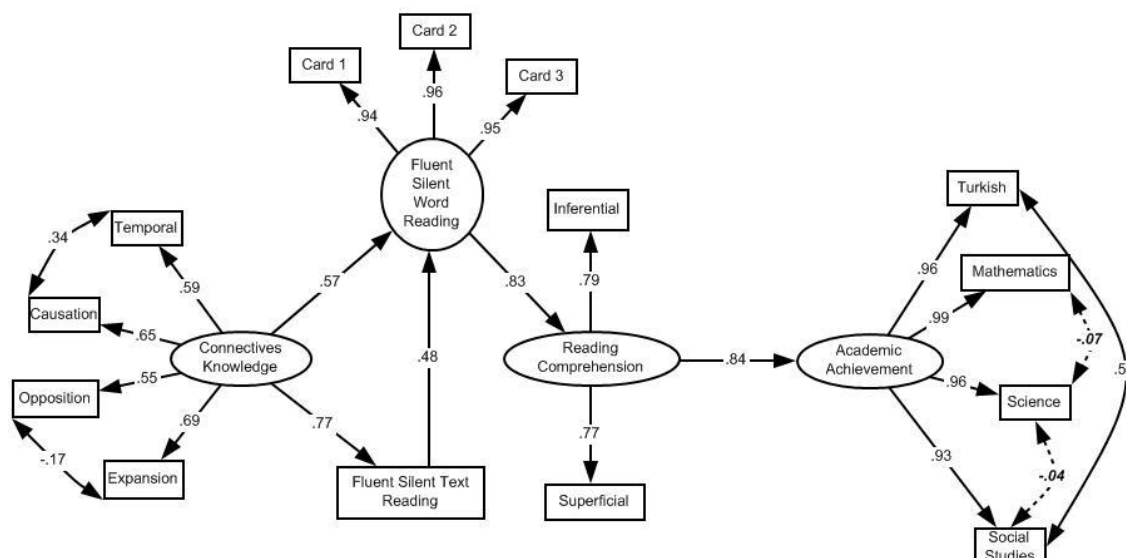 Card 2
Card 1
Card 3
.96
.94
.95
Fluent
Silent
Word
Reading
Turkish
Inferential
Temporal
.34
Mathematics
.96
.57
.83
.79
.59
.99
Causation
.65
-.07
Connectives
Knowledge
.48
Reading
Comprehension
.84
Academic
Achievement
.5
.55
.96
Opposition
Science
.69
.77
.77
.93
-.17
-.04
Expansion
Fluent Silent Text
Reading
Superficial
Social
Studies